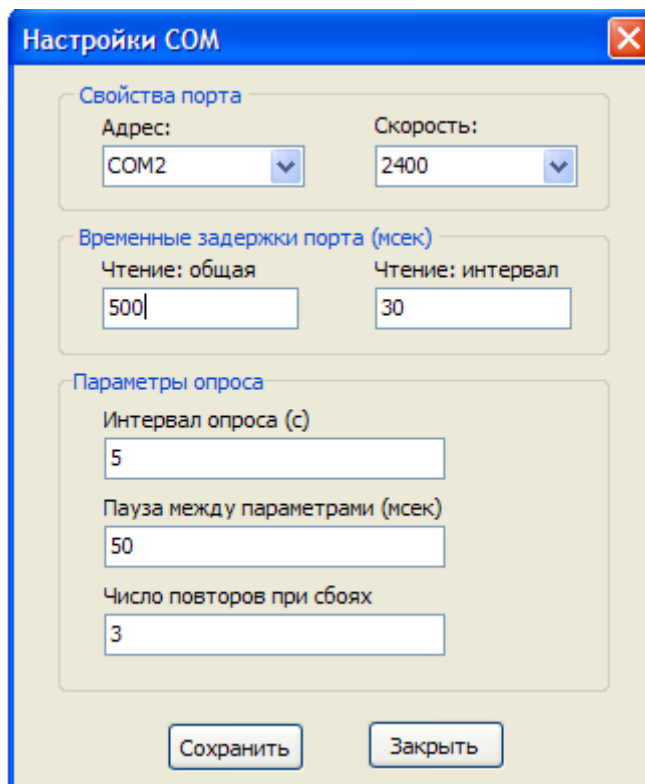 Настройки COM
Свойства порта
Адрес: Скорость:
COM2 2400
Временные задержки порта (мсек)
Чтение: общая Чтение: интервал
500 30
Параметры опроса
Интервал опроса (с)
5
Пауза между параметрами (мсек)
50
Число повторов при сбоях
3
Сохранить Закрыть